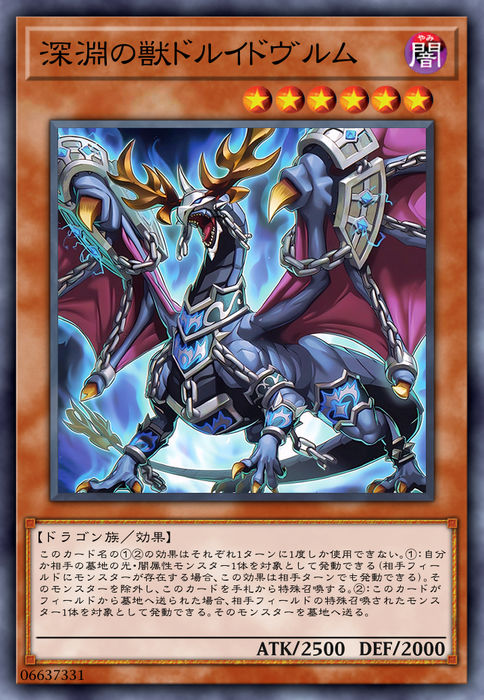 深淵の獣ドルイドヴルム
やみ
闇
【ドラゴン族／効果】
このカード名の①②の効果はそれぞれ1ターンに1度しか使用できない。①：自分
か相手の墓地の光・闇属性モンスター1体を対象として発動できる（相手フィー
ルドにモンスターが存在する場合、この効果は相手ターンでも発動できる）。そ
のモンスターを除外し、このカードを手札から特殊召喚する。②：このカードが
フィールドから墓地へ送られた場合、相手フィールドの特殊召喚されたモンス
ター1体を対象として発動できる。そのモンスターを墓地へ送る。
ATK/2500 DEF/2000
06637331